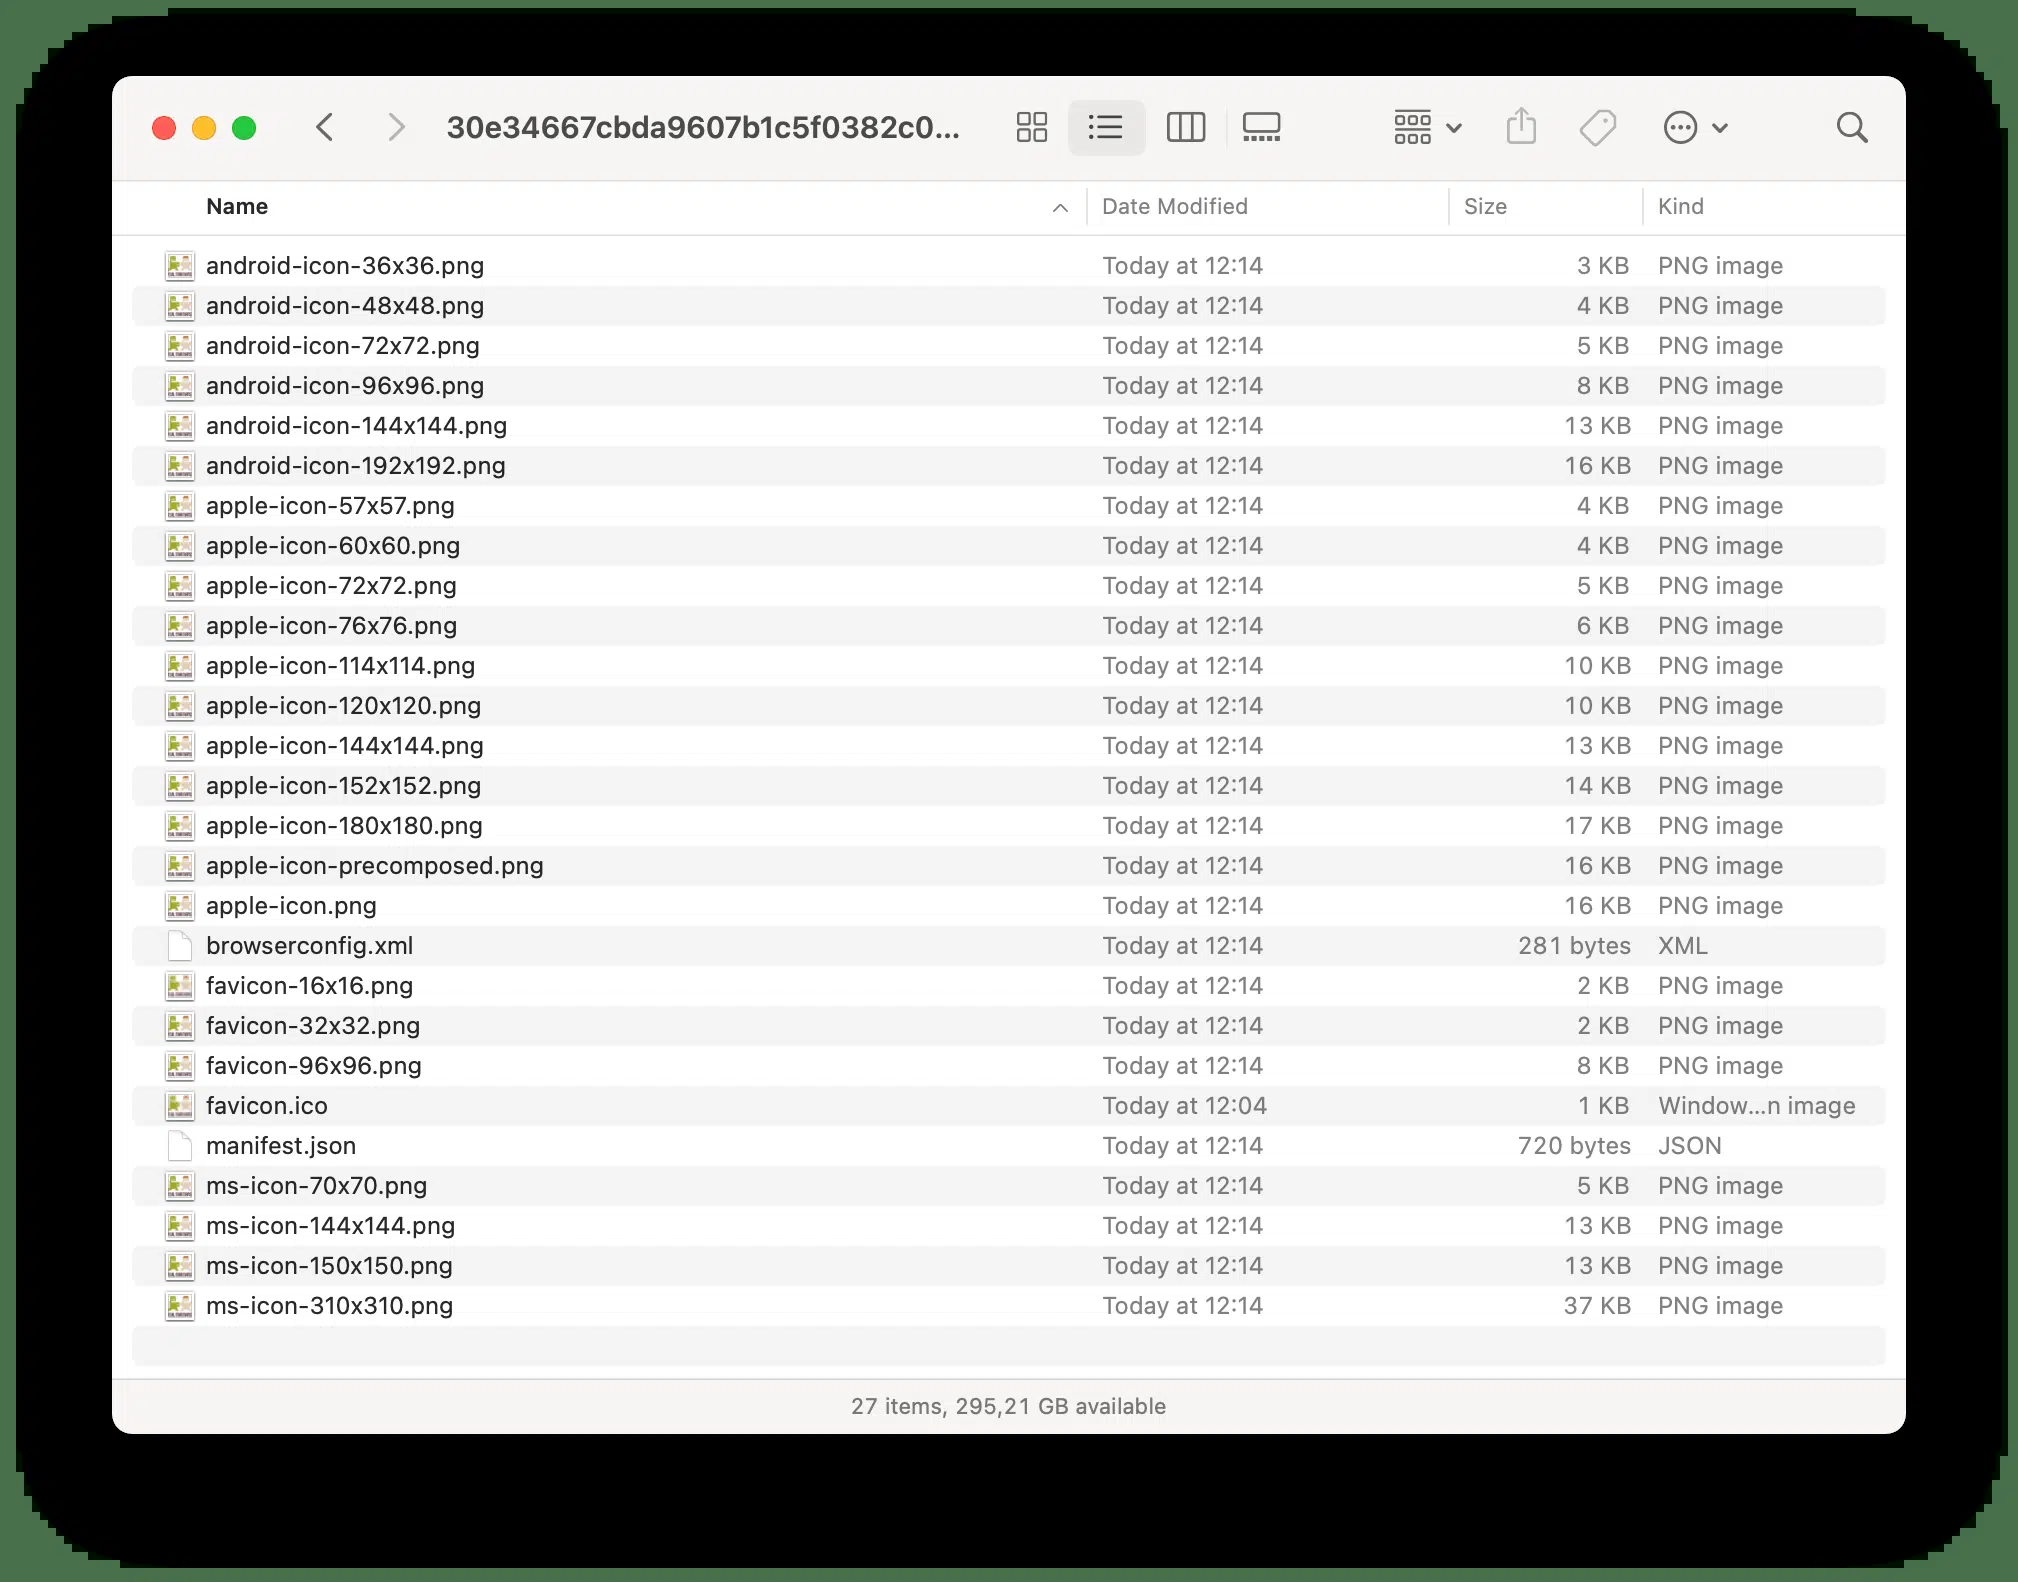 30e34667cbda9607b1c5f0382c0...
Name Date Modified Size Kind
android-icon-36x36.png Today at 12:14 3 KB PNG image
android-icon-48x48.png Today at 12:14 4 KB PNG image
android-icon-72x72.png Today at 12:14 5 KB PNG image
android-icon-96x96.png Today at 12:14 8 KB PNG image
android-icon-144x144.png Today at 12:14 13 KB PNG image
android-icon-192x192.png Today at 12:14 16 KB PNG image
apple-icon-57x57.png Today at 12:14 4 KB PNG image
apple-icon-60x60.png Today at 12:14 4 KB PNG image
apple-icon-72x72.png Today at 12:14 5 KB PNG image
apple-icon-76x76.png Today at 12:14 6 KB PNG image
apple-icon-114x114.png Today at 12:14 10 KB PNG image
apple-icon-120x120.png Today at 12:14 10 KB PNG image
apple-icon-144x144.png Today at 12:14 13 KB PNG image
apple-icon-152x152.png Today at 12:14 14 KB PNG image
apple-icon-180x180.png Today at 12:14 17 KB PNG image
apple-icon-precomposed.png Today at 12:14 16 KB PNG image
apple-icon.png Today at 12:14 16 KB PNG image
browserconfig.xml Today at 12:14 281 bytes XML
favicon-16x16.png Today at 12:14 2 KB PNG image
favicon-32x32.png Today at 12:14 2 KB PNG image
favicon-96x96.png Today at 12:14 8 KB PNG image
favicon.ico Today at 12:04 1 KB Window...n image
manifest.json Today at 12:14 720 bytes JSON
ms-icon-70x70.png Today at 12:14 5 KB PNG image
ms-icon-144x144.png Today at 12:14 13 KB PNG image
ms-icon-150x150.png Today at 12:14 13 KB PNG image
ms-icon-310x310.png Today at 12:14 37 KB PNG image
27 items, 295,21 GB available